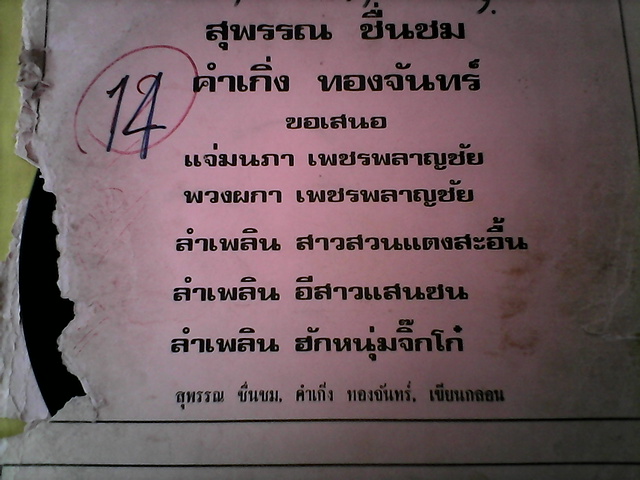 สุพรรณ ชื่นชม
คำเกิ่ง ทองจันทร์
14
ขอเสนอ
แจ่มนภา เพชรพลาญชัย
พวงผกา เพชรพลาญชัย
ลำเพลิน สาวสวนแตงสะอื้น
ลำเพลิน อีสาวแสนซน
ลำเพลิน ฮักหนุ่มจิ๊กโก๋
สุพรรณ ชื่นชม, คำเกิ่ง ทองจันทร์, เขียนกลอน